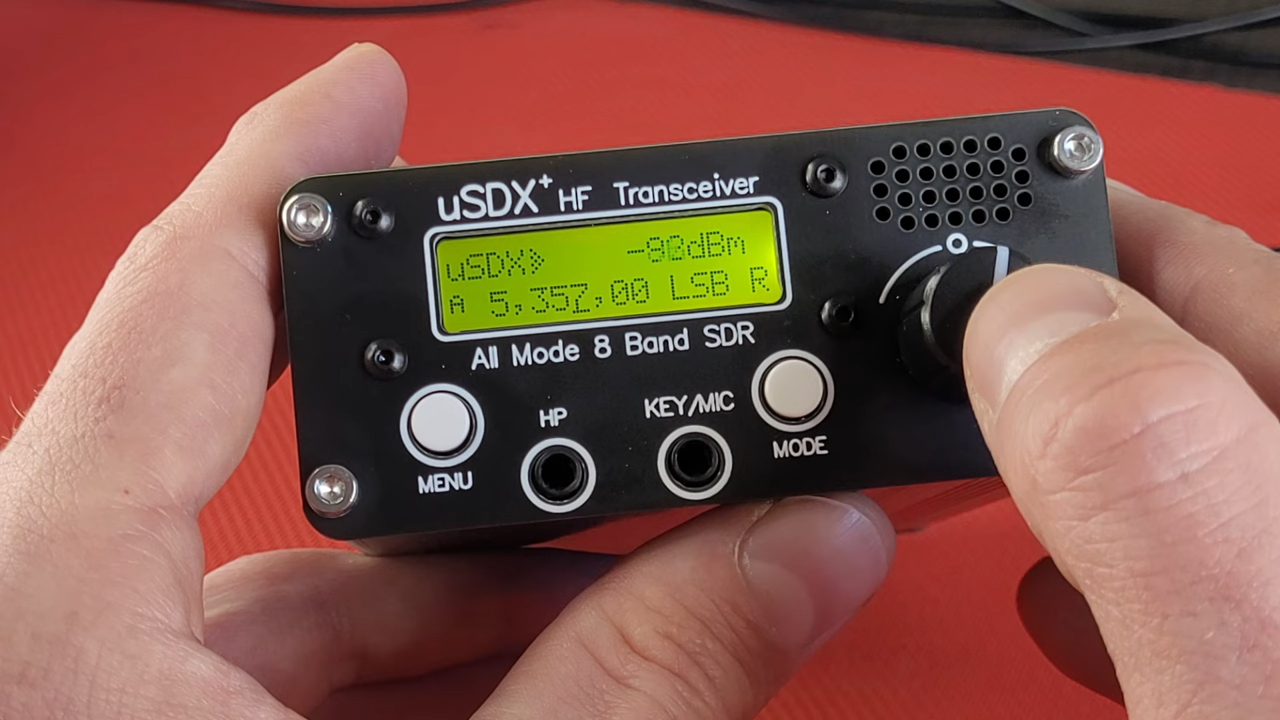 uSDX+ HF Transceiver
uSDX» -80dBm
A 5,357,00 LSB R
All Mode 8 Band SDR
HP
KEY/MIC
MENU
MODE